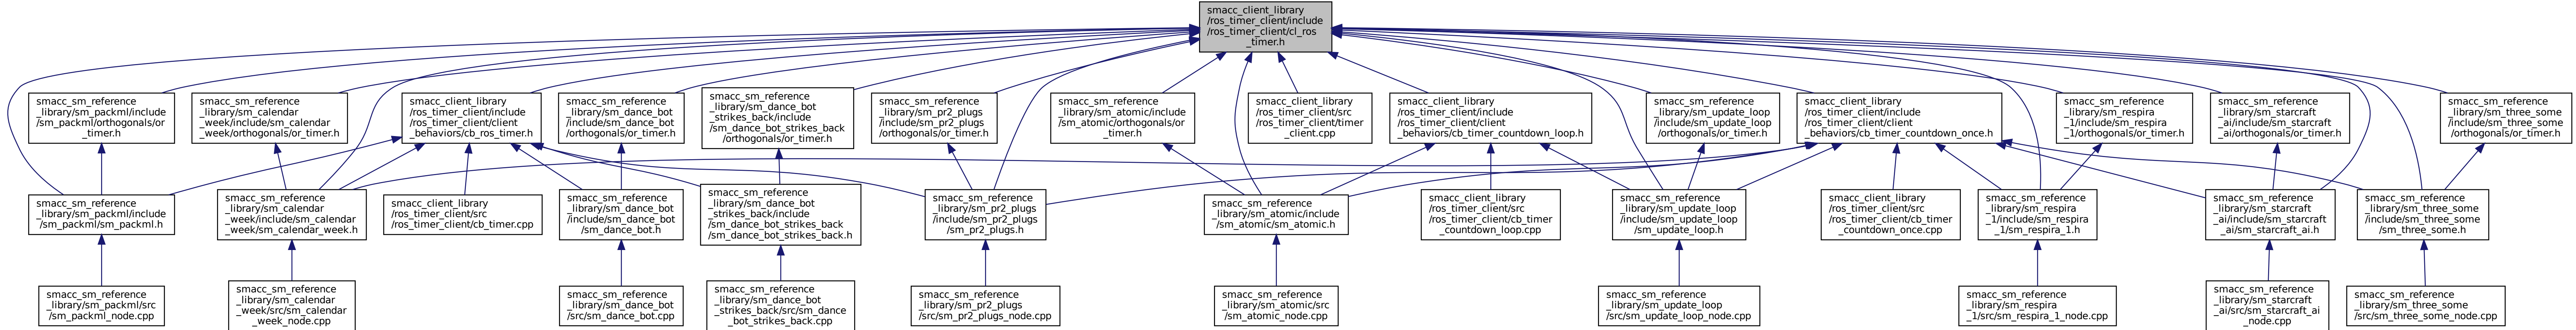 smacc_client_library
/ros_timer_client/include
/ros_timer_client/cl_ros
_timer.h
smacc_sm_reference
_library/sm_packml/include
/sm_packml/orthogonals/or
_timer.h
smacc_sm_reference
_library/sm_calendar
_week/include/sm_calendar
_week/orthogonals/or_timer.h
smacc_client_library
/ros_timer_client/include
/ros_timer_client/client
_behaviors/cb_ros_timer.h
smacc_sm_reference
_library/sm_dance_bot
/include/sm_dance_bot
/orthogonals/or_timer.h
smacc_sm_reference
_library/sm_dance_bot
_strikes_back/include
/sm_dance_bot_strikes_back
/orthogonals/or_timer.h
smacc_sm_reference
_library/sm_pr2_plugs
/include/sm_pr2_plugs
/orthogonals/or_timer.h
smacc_sm_reference
_library/sm_atomic/include
/sm_atomic/orthogonals/or
_timer.h
smacc_client_library
/ros_timer_client/src
/ros_timer_client/timer
_client.cpp
smacc_client_library
/ros_timer_client/include
/ros_timer_client/client
_behaviors/cb_timer_countdown_loop.h
smacc_sm_reference
_library/sm_update_loop
/include/sm_update_loop
/orthogonals/or_timer.h
smacc_client_library
/ros_timer_client/include
/ros_timer_client/client
_behaviors/cb_timer_countdown_once.h
smacc_sm_reference
_library/sm_respira
_1/include/sm_respira
_1/orthogonals/or_timer.h
smacc_sm_reference
_library/sm_starcraft
_ai/include/sm_starcraft
_ai/orthogonals/or_timer.h
smacc_sm_reference
_library/sm_three_some
/include/sm_three_some
/orthogonals/or_timer.h
smacc_sm_reference
_library/sm_packml/include
/sm_packml/sm_packml.h
smacc_sm_reference
_library/sm_calendar
_week/include/sm_calendar
_week/sm_calendar_week.h
smacc_client_library
/ros_timer_client/src
/ros_timer_client/cb_timer.cpp
smacc_sm_reference
_library/sm_dance_bot
/include/sm_dance_bot
/sm_dance_bot.h
smacc_sm_reference
_library/sm_dance_bot
_strikes_back/include
/sm_dance_bot_strikes_back
/sm_dance_bot_strikes_back.h
smacc_sm_reference
_library/sm_pr2_plugs
/include/sm_pr2_plugs
/sm_pr2_plugs.h
smacc_sm_reference
_library/sm_atomic/include
/sm_atomic/sm_atomic.h
smacc_client_library
/ros_timer_client/src
/ros_timer_client/cb_timer
_countdown_loop.cpp
smacc_sm_reference
_library/sm_update_loop
/include/sm_update_loop
/sm_update_loop.h
smacc_client_library
/ros_timer_client/src
/ros_timer_client/cb_timer
_countdown_once.cpp
smacc_sm_reference
_library/sm_respira
_1/include/sm_respira
_1/sm_respira_1.h
smacc_sm_reference
_library/sm_starcraft
_ai/include/sm_starcraft
_ai/sm_starcraft_ai.h
smacc_sm_reference
_library/sm_three_some
/include/sm_three_some
/sm_three_some.h
smacc_sm_reference
_library/sm_packml/src
/sm_packml_node.cpp
smacc_sm_reference
_library/sm_calendar
_week/src/sm_calendar
_week_node.cpp
smacc_sm_reference
_library/sm_dance_bot
/src/sm_dance_bot.cpp
smacc_sm_reference
_library/sm_dance_bot
_strikes_back/src/sm_dance
_bot_strikes_back.cpp
smacc_sm_reference
_library/sm_pr2_plugs
/src/sm_pr2_plugs_node.cpp
smacc_sm_reference
_library/sm_atomic/src
/sm_atomic_node.cpp
smacc_sm_reference
_library/sm_update_loop
/src/sm_update_loop_node.cpp
smacc_sm_reference
_library/sm_respira
_1/src/sm_respira_1_node.cpp
smacc_sm_reference
_library/sm_starcraft
_ai/src/sm_starcraft_ai
_node.cpp
smacc_sm_reference
_library/sm_three_some
/src/sm_three_some_node.cpp